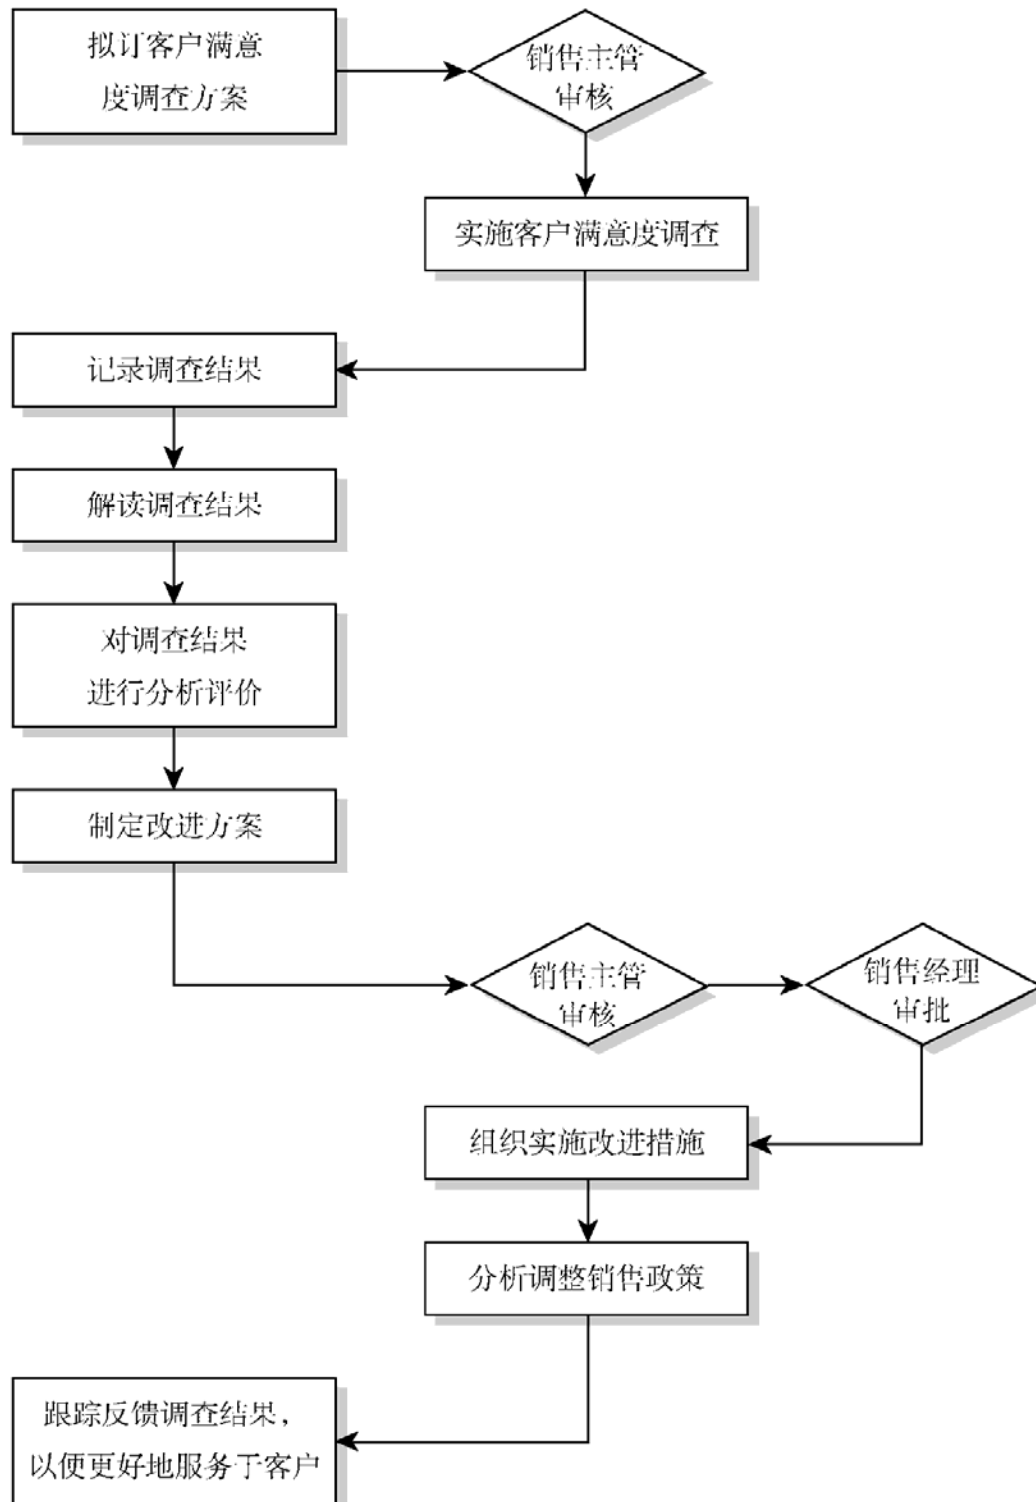 拟订客户满意
度调查方案
销售主管
审核
实施客户满意度调查
记录调查结果
解读调查结果
对调查结果
进行分析评价
制定改进方案
销售主管
审核
销售经理
审批
组织实施改进措施
分析调整销售政策
跟踪反馈调查结果，
以便更好地服务于客户